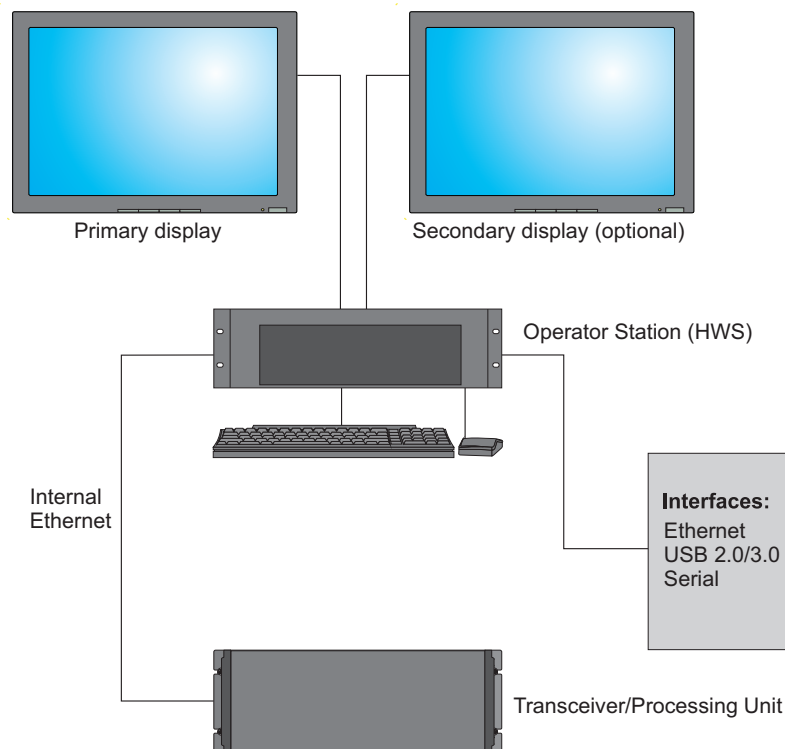 Primary display
Secondary display (optional)
Operator Station (HWS)
Internal
Ethernet
Interfaces:
Ethernet
USB 2.0/3.0
Serial
Transceiver/Processing Unit